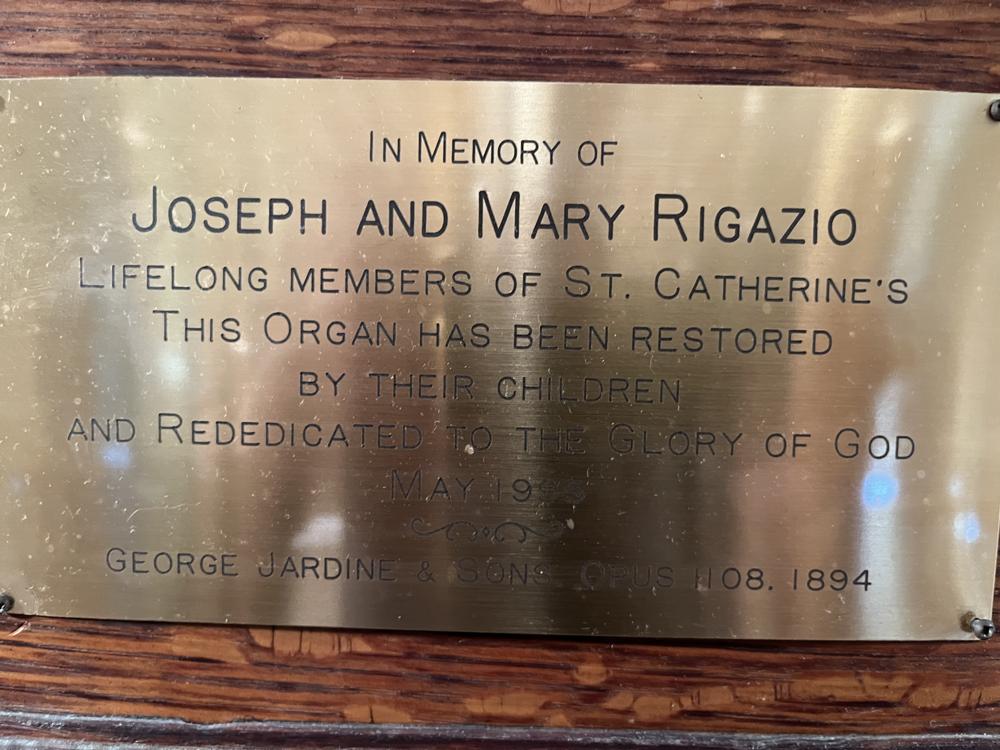 IN MEMORY OF
JOSEPH AND MARY RIGAZIO
LIFELONG MEMBERS OF ST. CATHERINE'S
THIS ORGAN HAS BEEN RESTORED
BY THEIR CHILDREN
AND REDEDICATED TO THE GLORY OF GOD
MAY
GEORGE JARDINE & SONS OPUS 1108. 1894